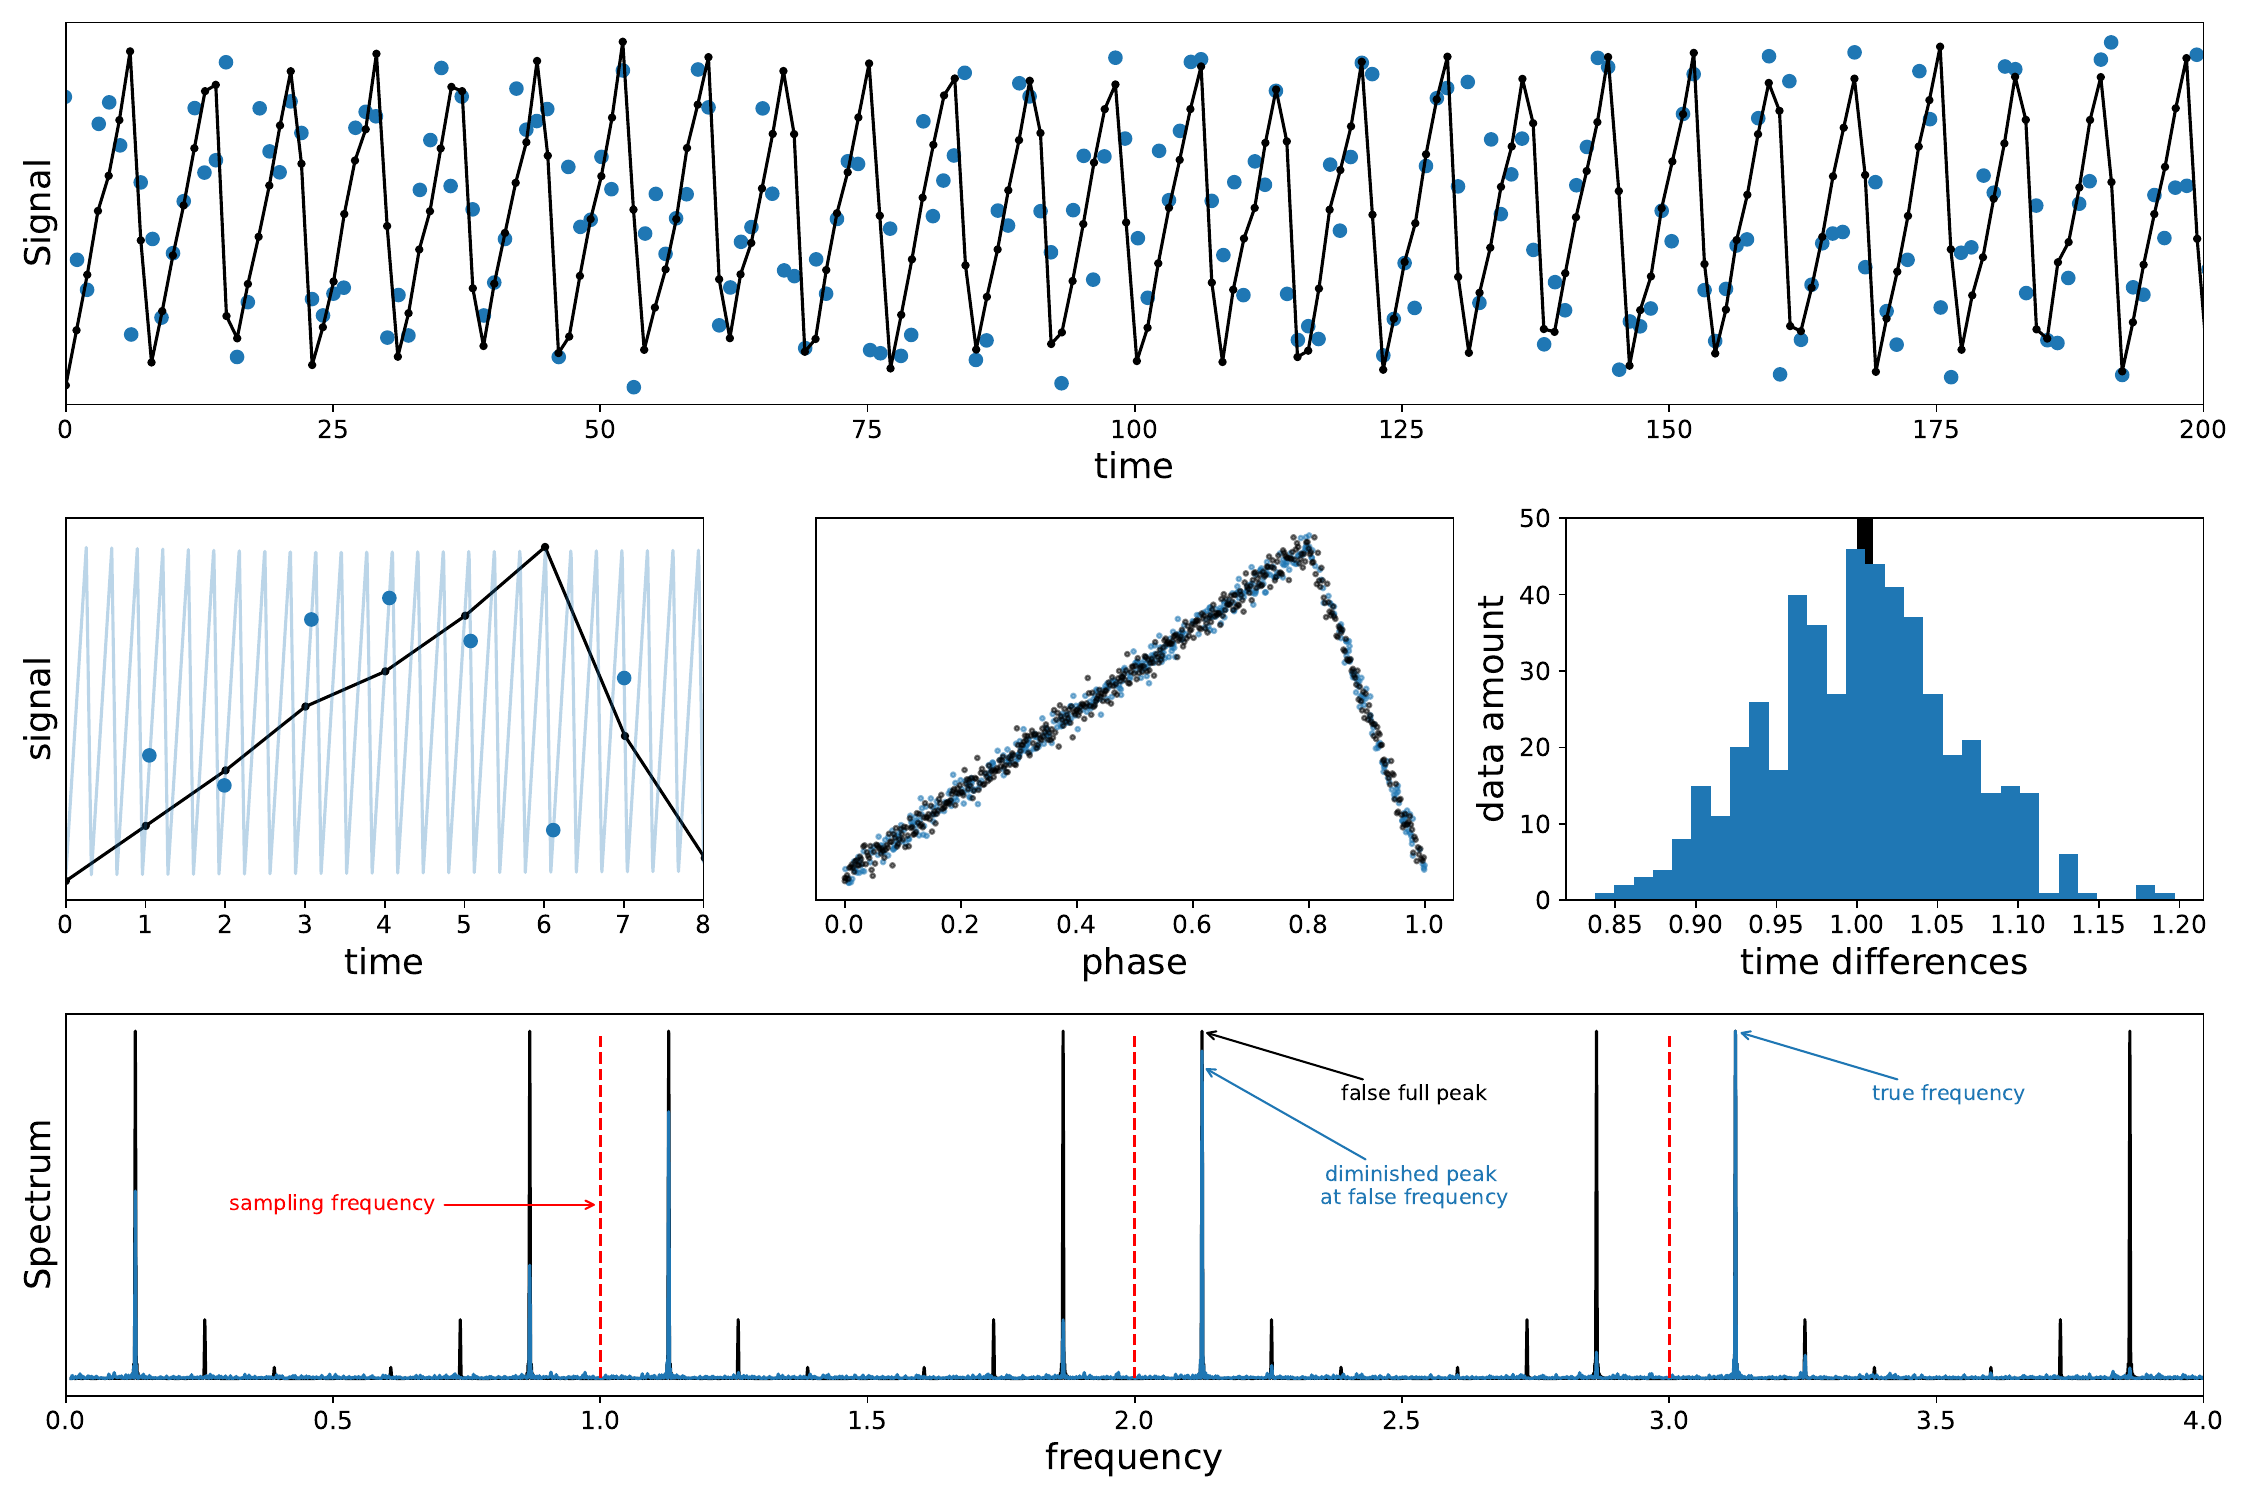 Signal
0 25 50 75 100 125 150 175 200
time
signal
0 1 2 3 4 5 6 7 8
time
0.0 0.2 0.4 0.6 0.8 1.0
phase
data amount
50
40
30
20
10
0
0.85 0.90 0.95 1.00 1.05 1.10 1.15 1.20
time differences
Spectrum
false full peak
true frequency
diminished peak
at false frequency
sampling frequency
0.0 0.5 1.0 1.5 2.0 2.5 3.0 3.5 4.0
frequency